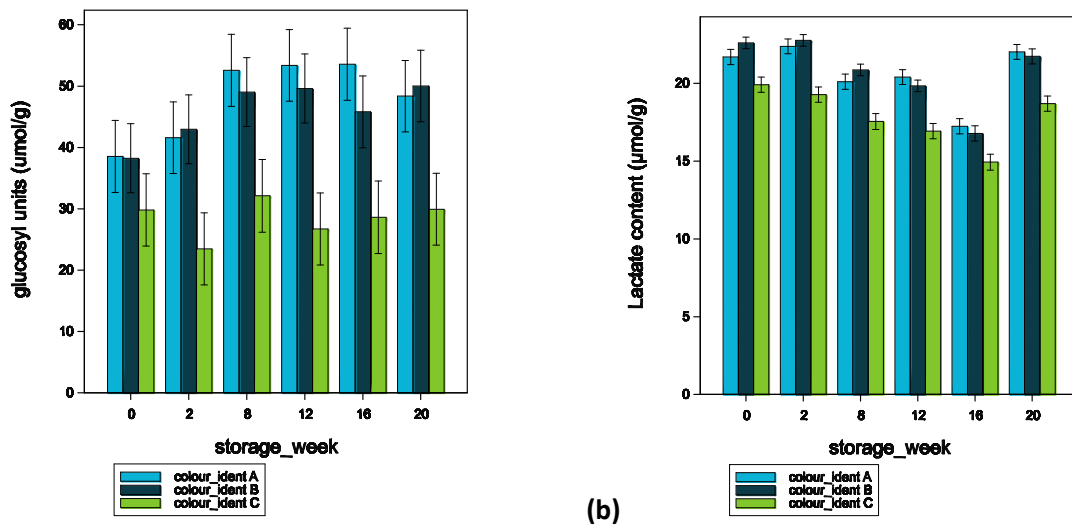 60
50
40
30
20
10
0
glucosyl units (umol/g)
0 2 8 12 16 20
storage_week
colour_ident A
colour_ident B
colour_ident C
(b)
20
15
10
5
0
Lactate content (µmol/g)
0 2 8 12 16 20
storage_week
colour_ident A
colour_ident B
colour_ident C